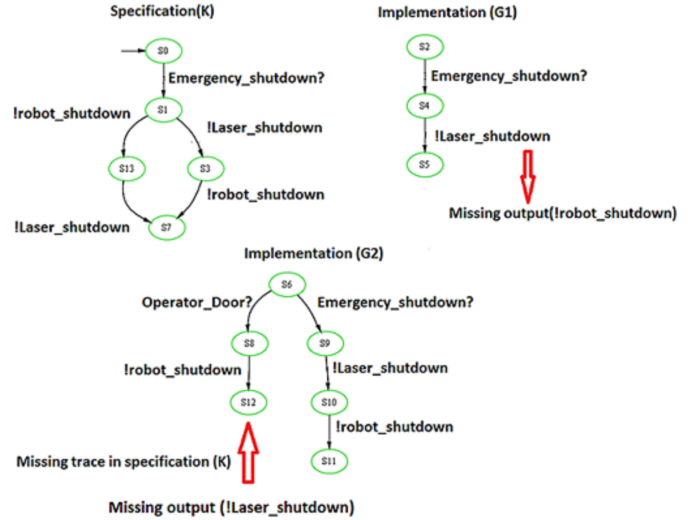 Specification(K)
S0
Emergency_shutdown?
S1
!robot_shutdown
!Laser_shutdown
S13
S3
!robot_shutdown
!Laser_shutdown
S7
Implementation (G1)
S2
Emergency_shutdown?
S4
!Laser_shutdown
S5
Missing output(!robot_shutdown)
Implementation (G2)
S6
Operator_Door?
Emergency_shutdown?
S8
S9
!robot_shutdown
!Laser_shutdown
S12
S10
!robot_shutdown
S11
Missing trace in specification (K)
Missing output (!Laser_shutdown)